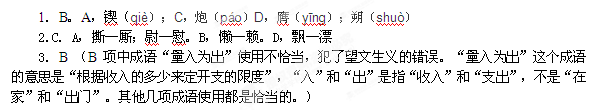 1. B。A，锲(qiè)；C，炮(páo)D，膺(yīng)；朔(shuò)
2.C. A，撕—厮；尉—慰。B，懒—赖。D，飘—漂
3. B (B 项中成语“量入为出”使用不恰当，犯了望文生义的错误。“量入为出”这个成语
的意思是“根据收入的多少来定开支的限度”，“入”和“出”是指“收入”和“支出”，不是“在
家”和“出门”。其他几项成语使用都是恰当的。)